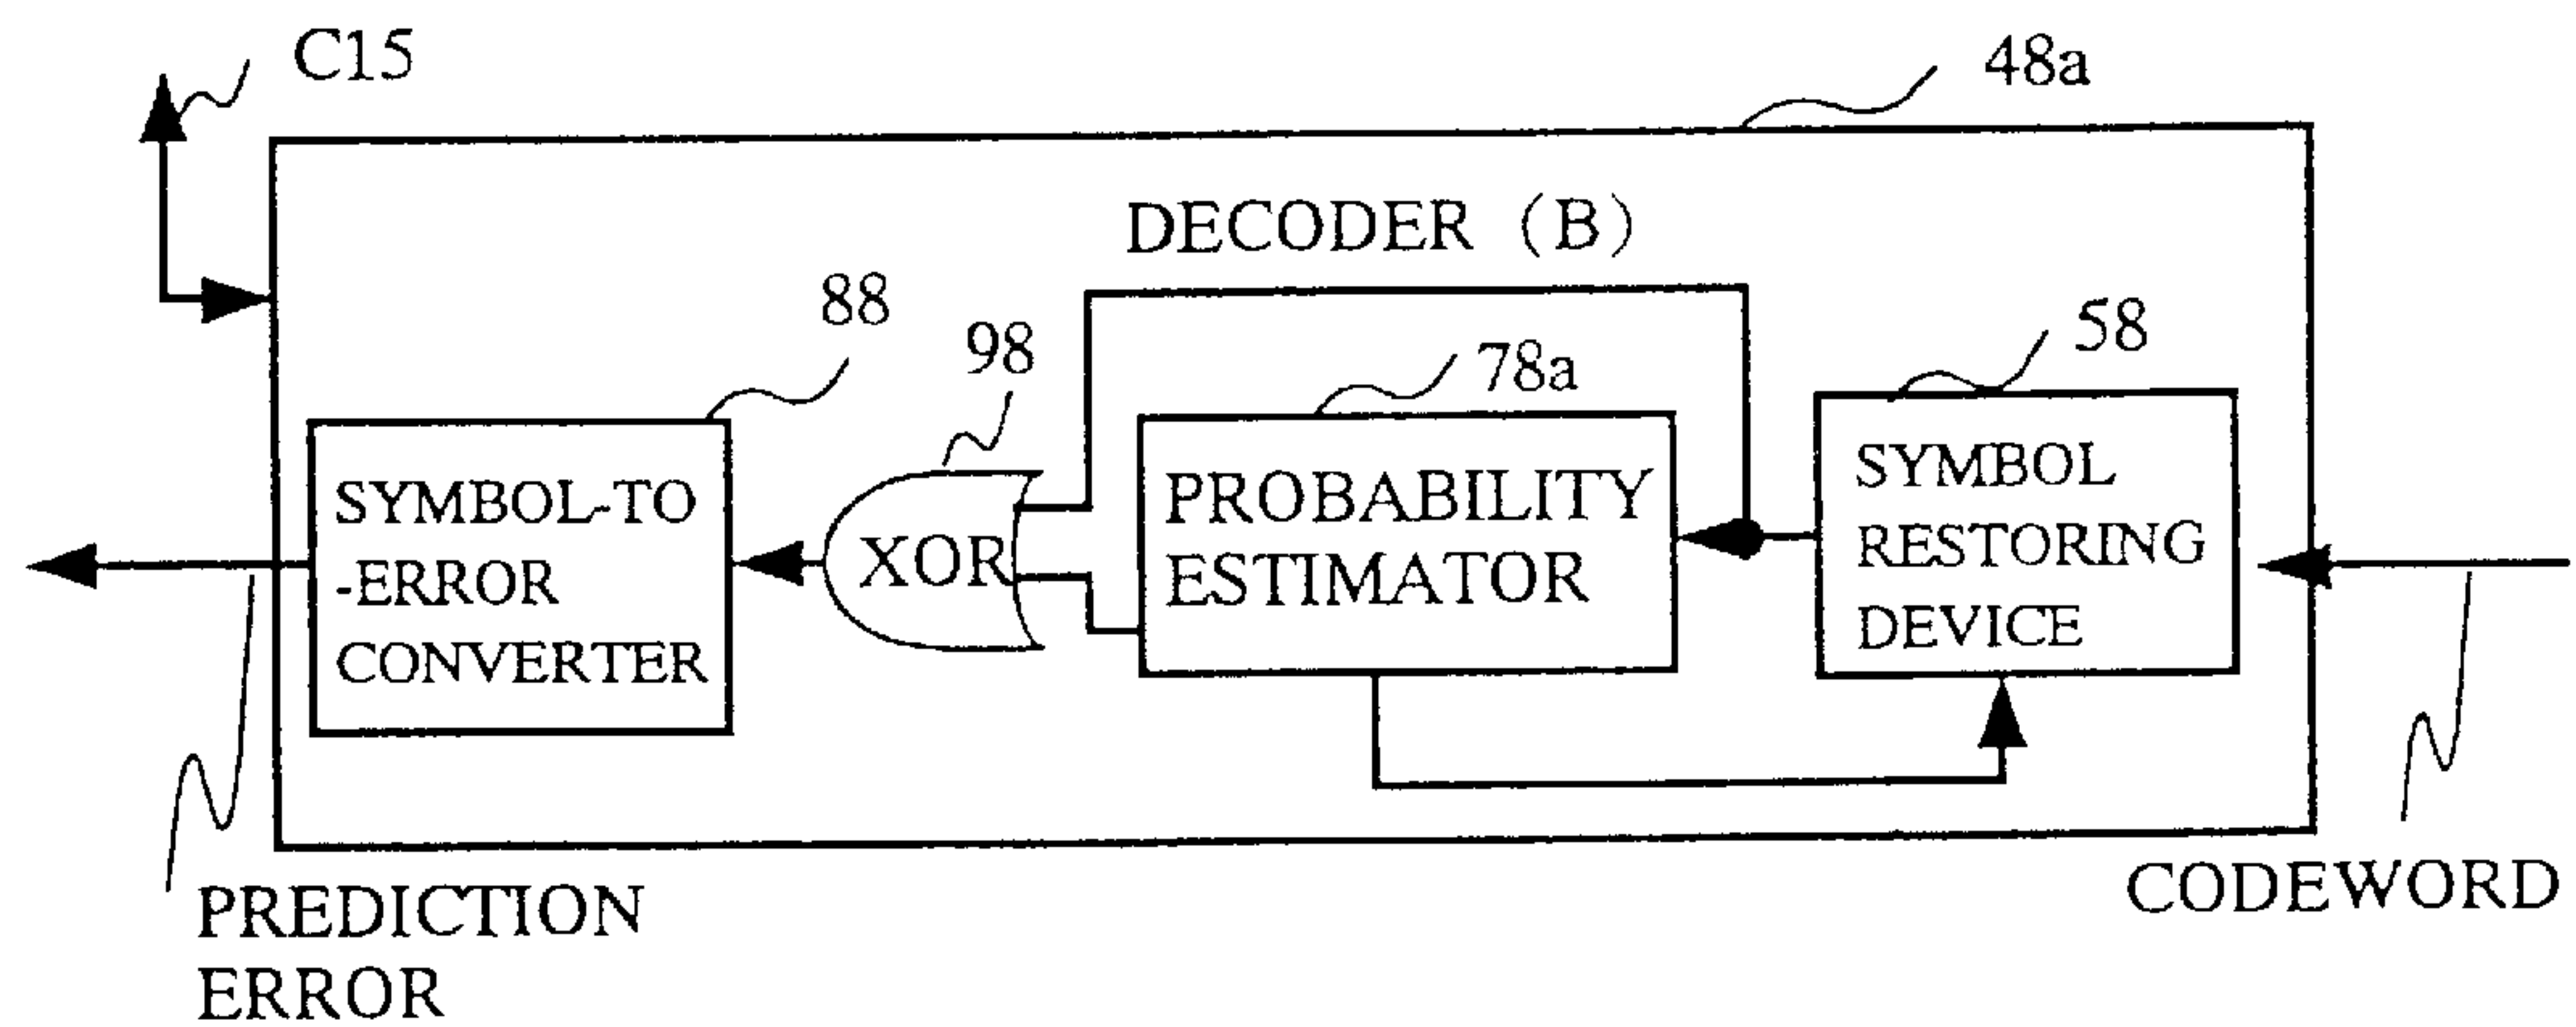 C15
48a
DECODER (B)
88
98
78a
58
SYMBOL-TO
-ERROR
CONVERTER
XOR
PROBABILITY
ESTIMATOR
SYMBOL
RESTORING
DEVICE
PREDICTION
ERROR
CODEWORD